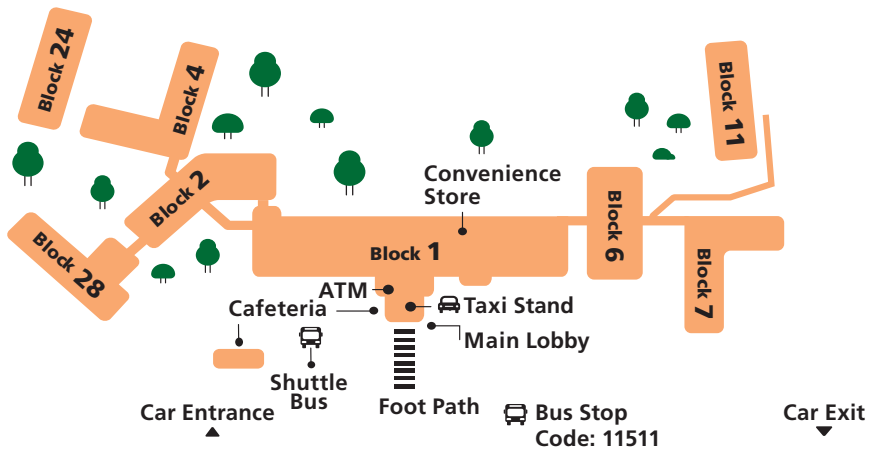 Block 24
Block 4
Block 11
Block 2
Convenience
Store
Block 6
Block 28
Block 1
Block 7
ATM
Taxi Stand
Cafeteria
Main Lobby
Shuttle
Bus
Foot Path
Car Entrance
Bus Stop
Code: 11511
Car Exit